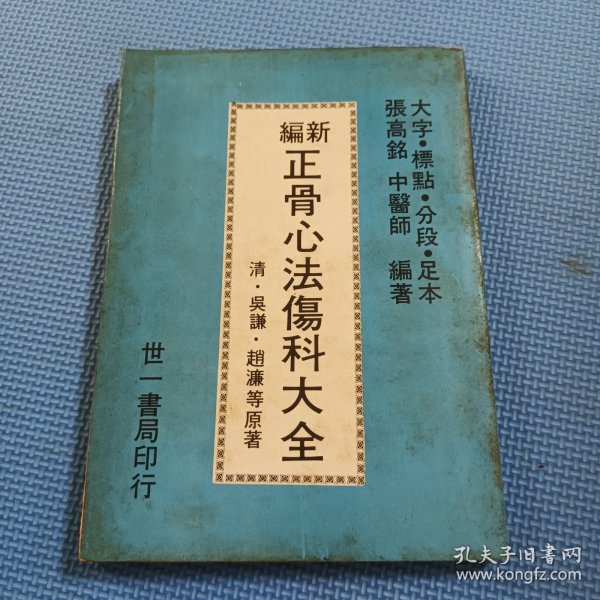 大字•標點•分段•足本
張高銘 中醫師 編著
新編
正骨心法傷科大全
清•吳謙•趙濂等原著
世一書局印行
孔夫子旧書网
www.kongfz.com